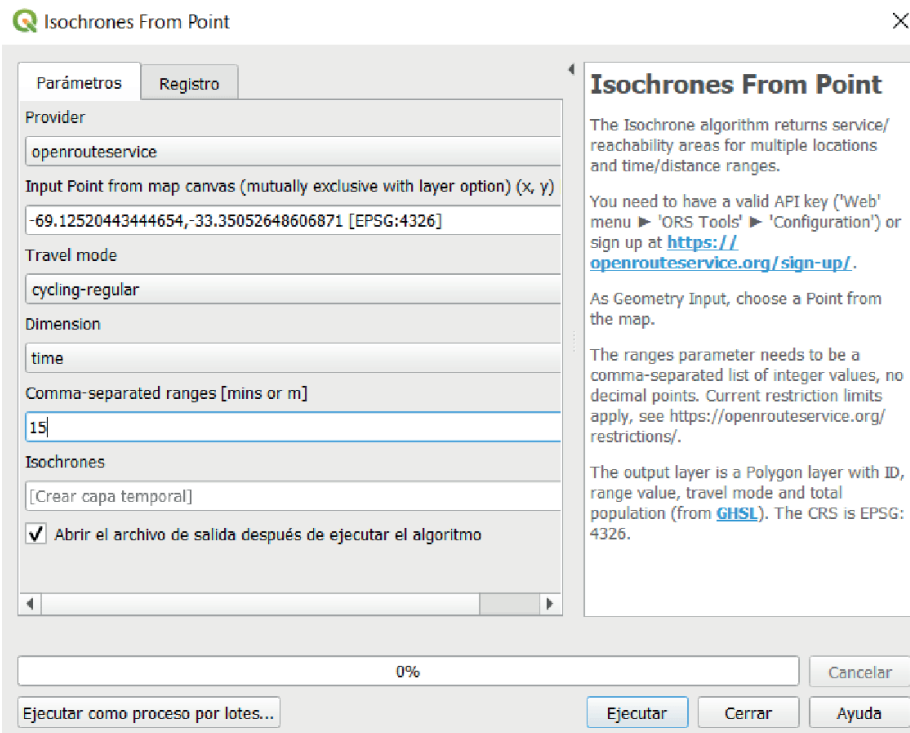 Isochrones From Point
Parámetros
Registro
Provider
openrouteservice
Input Point from map canvas (mutually exclusive with layer option) (x, y)
-69.12520443444654,-33.35052648606871 [EPSG:4326]
Travel mode
cycling-regular
Dimension
time
Comma-separated ranges [mins or m]
15
Isochrones
[Crear capa temporal]
Abrir el archivo de salida después de ejecutar el algoritmo
Isochrones From Point
The Isochrone algorithm returns service/
reachability areas for multiple locations
and time/distance ranges.
You need to have a valid API key ('Web'
menu ► 'ORS Tools' ► 'Configuration') or
sign up at https://
openrouteservice.org/sign-up/.
As Geometry Input, choose a Point from
the map.
The ranges parameter needs to be a
comma-separated list of integer values, no
decimal points. Current restriction limits
apply, see https://openrouteservice.org/
restrictions/.
The output layer is a Polygon layer with ID,
range value, travel mode and total
population (from GHSL). The CRS is EPSG:
4326.
0%
Cancelar
Ejecutar como proceso por lotes...
Ejecutar
Cerrar
Ayuda